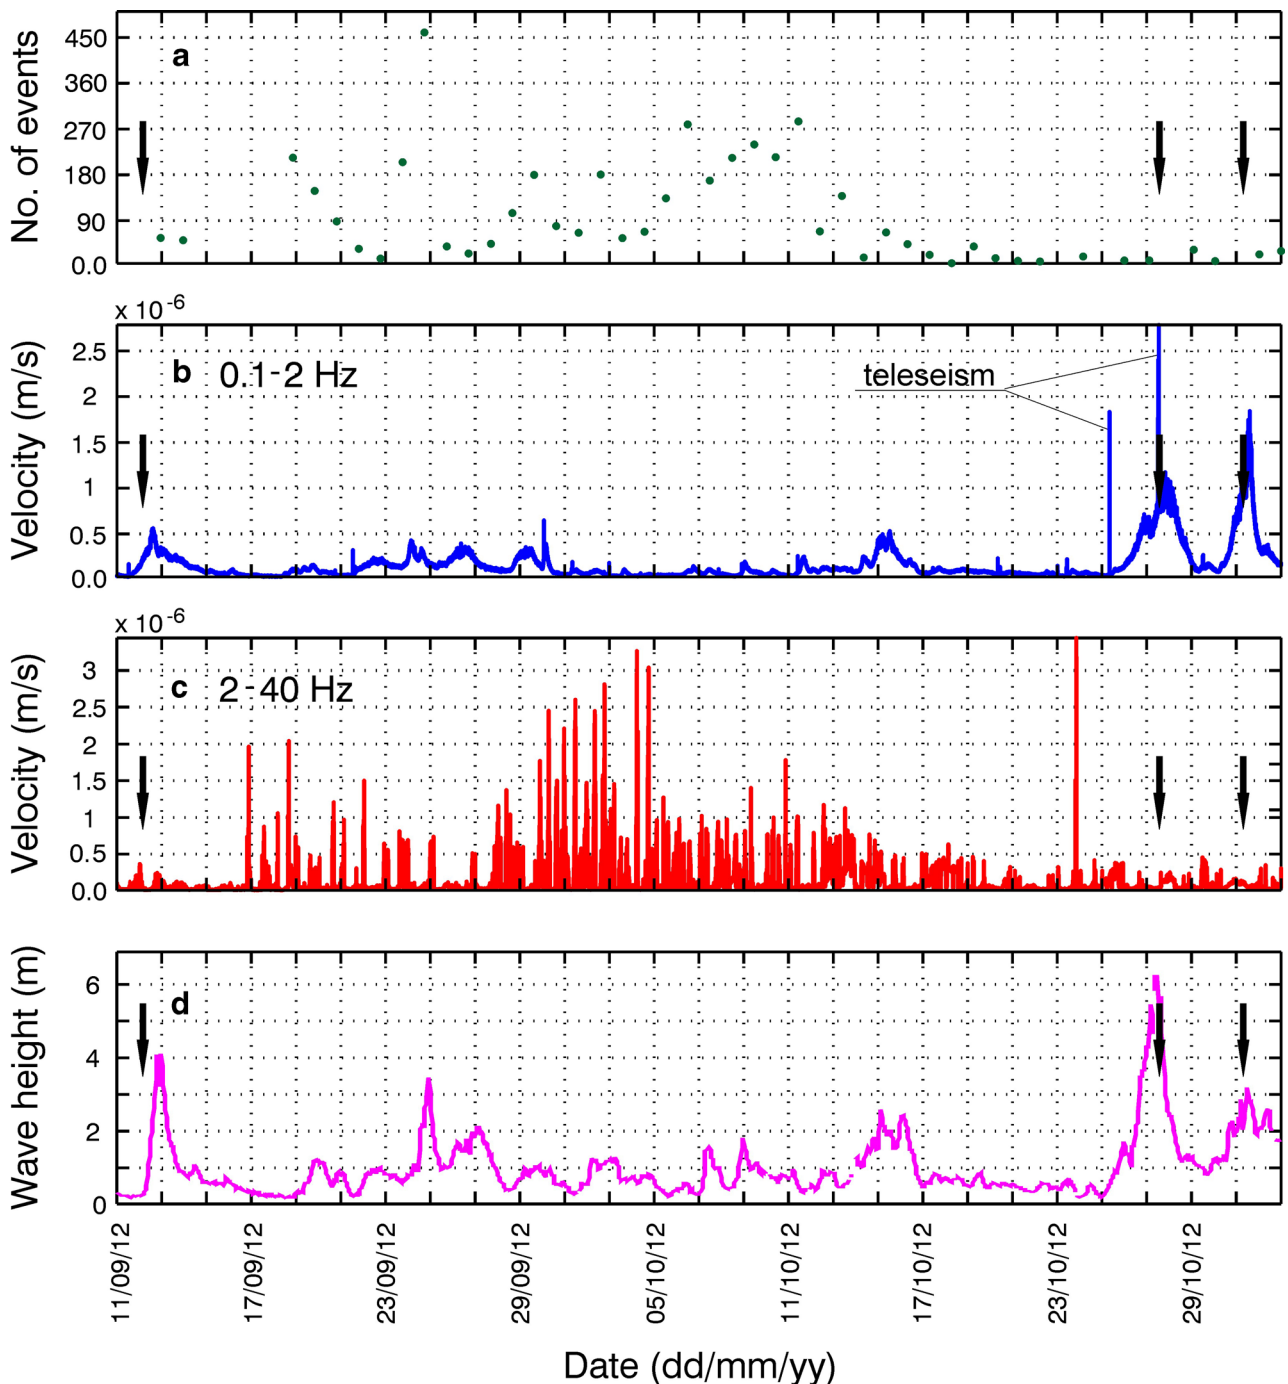 No. of events
450
360
270
180
90
0.0
a
x 10-6
Velocity (m/s)
2.5
2
1.5
1
0.5
0.0
b 0.1-2 Hz
teleseism
x 10-6
Velocity (m/s)
3
2.5
2
1.5
1
0.5
0.0
c 2-40 Hz
Wave height (m)
6
4
2
0
d
11/09/12
17/09/12
23/09/12
29/09/12
05/10/12
11/10/12
17/10/12
23/10/12
29/10/12
Date (dd/mm/yy)